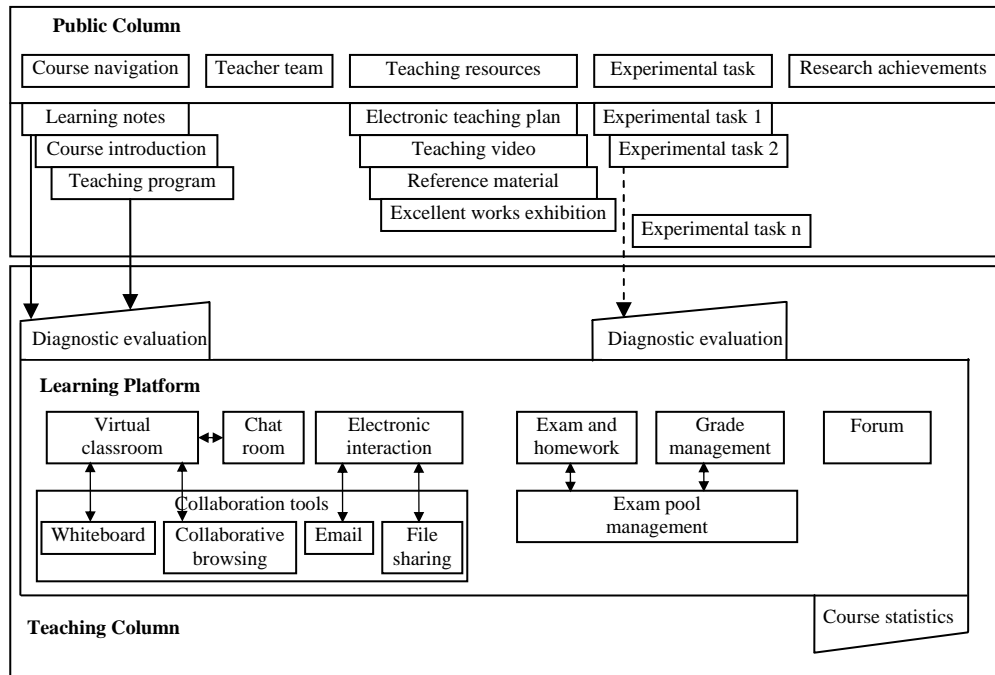 Public Column
Course navigation
Teacher team
Teaching resources
Experimental task
Research achievements
Learning notes
Course introduction
Teaching program
Electronic teaching plan
Teaching video
Reference material
Excellent works exhibition
Experimental task 1
Experimental task 2
Experimental task n
Diagnostic evaluation
Diagnostic evaluation
Learning Platform
Virtual
classroom
Chat
room
Electronic
interaction
Exam and
homework
Grade
management
Forum
Collaboration tools
Whiteboard
Collaborative
browsing
Email
File
sharing
Exam pool
management
Course statistics
Teaching Column